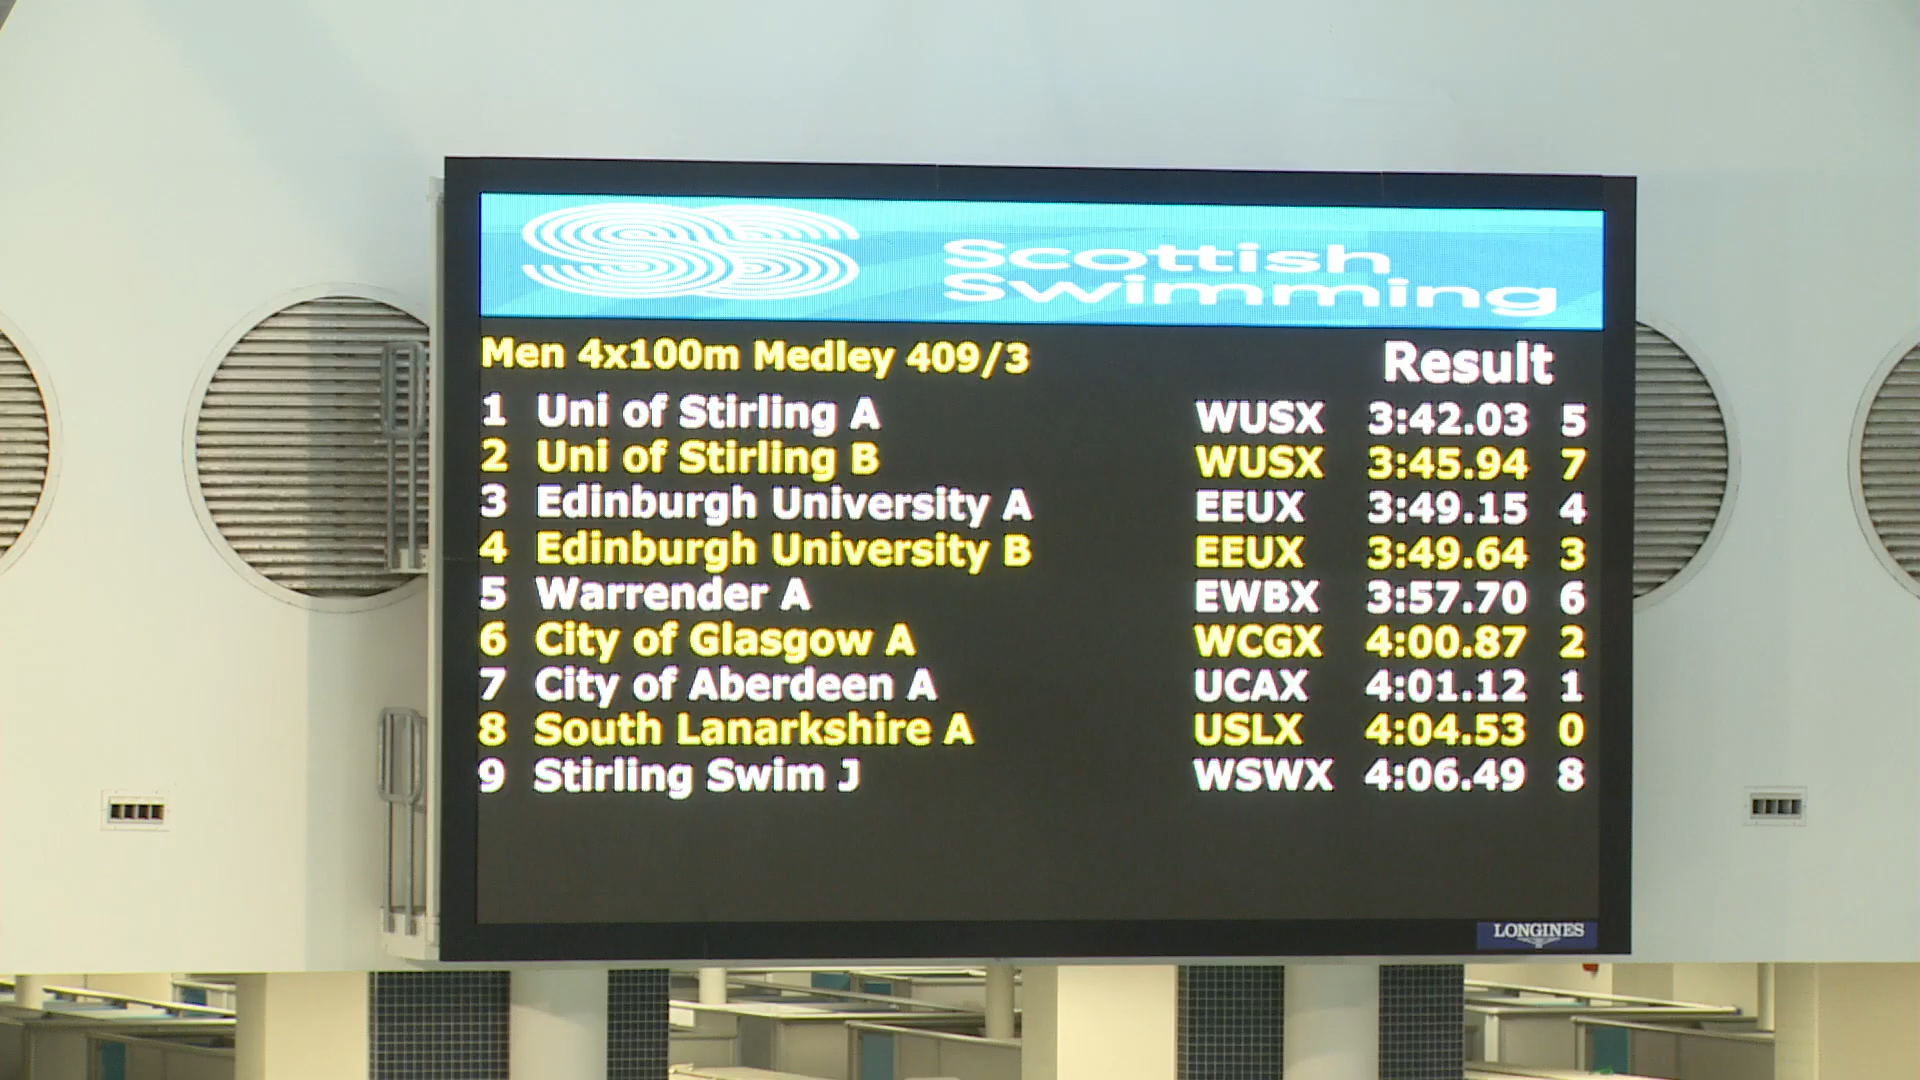 Scottish
Swimming
Men 4x100m Medley 409/3 Result
1 Uni of Stirling A WUSX 3:42.03 5
2 Uni of Stirling B WUSX 3:45.94 7
3 Edinburgh University A EEUX 3:49.15 4
4 Edinburgh University B EEUX 3:49.64 3
5 Warrender A EWBX 3:57.70 6
6 City of Glasgow A WCGX 4:00.87 2
7 City of Aberdeen A UCAX 4:01.12 1
8 South Lanarkshire A USLX 4:04.53 0
9 Stirling Swim J WSWX 4:06.49 8
LONGINES